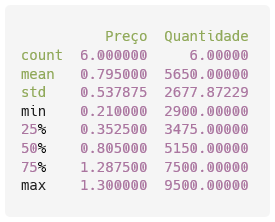 Preço Quantidade
count 6.000000 6.00000
mean 0.795000 5650.00000
std 0.537875 2677.87229
min 0.210000 2900.00000
25% 0.352500 3475.00000
50% 0.805000 5150.00000
75% 1.287500 7500.00000
max 1.300000 9500.00000